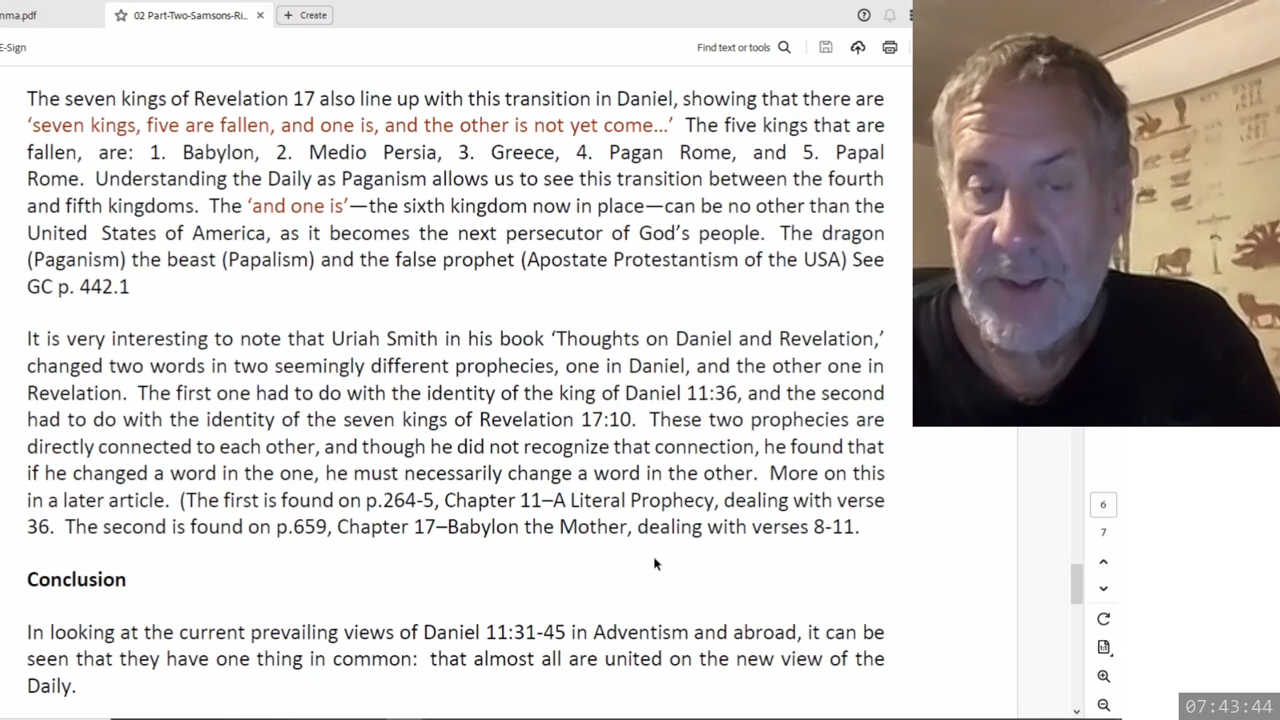 mma.pdf
02 Part-Two-Samsons-Ri...
Create
E-Sign
Find text or tools
The seven kings of Revelation 17 also line up with this transition in Daniel, showing that there are
‘seven kings, five are fallen, and one is, and the other is not yet come…’ The five kings that are
fallen, are: 1. Babylon, 2. Medio Persia, 3. Greece, 4. Pagan Rome, and 5. Papal
Rome. Understanding the Daily as Paganism allows us to see this transition between the fourth
and fifth kingdoms. The ‘and one is’—the sixth kingdom now in place—can be no other than the
United States of America, as it becomes the next persecutor of God’s people. The dragon
(Paganism) the beast (Papalism) and the false prophet (Apostate Protestantism of the USA) See
GC p. 442.1
It is very interesting to note that Uriah Smith in his book ‘Thoughts on Daniel and Revelation,’
changed two words in two seemingly different prophecies, one in Daniel, and the other one in
Revelation. The first one had to do with the identity of the king of Daniel 11:36, and the second
had to do with the identity of the seven kings of Revelation 17:10. These two prophecies are
directly connected to each other, and though he did not recognize that connection, he found that
if he changed a word in the one, he must necessarily change a word in the other. More on this
in a later article. (The first is found on p.264-5, Chapter 11–A Literal Prophecy, dealing with verse
36. The second is found on p.659, Chapter 17–Babylon the Mother, dealing with verses 8-11.
Conclusion
In looking at the current prevailing views of Daniel 11:31-45 in Adventism and abroad, it can be
seen that they have one thing in common: that almost all are united on the new view of the
Daily.
6
7
07:43:44